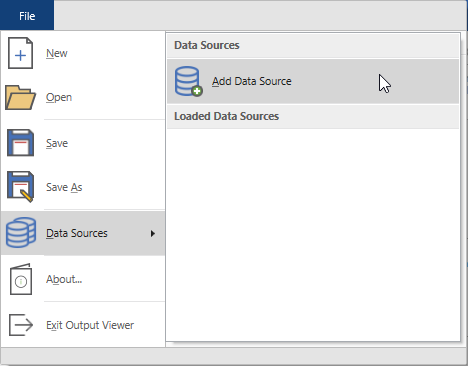 File
New
Open
Save
Save As
Data Sources
About...
Exit Output Viewer
Data Sources
Add Data Source
Loaded Data Sources